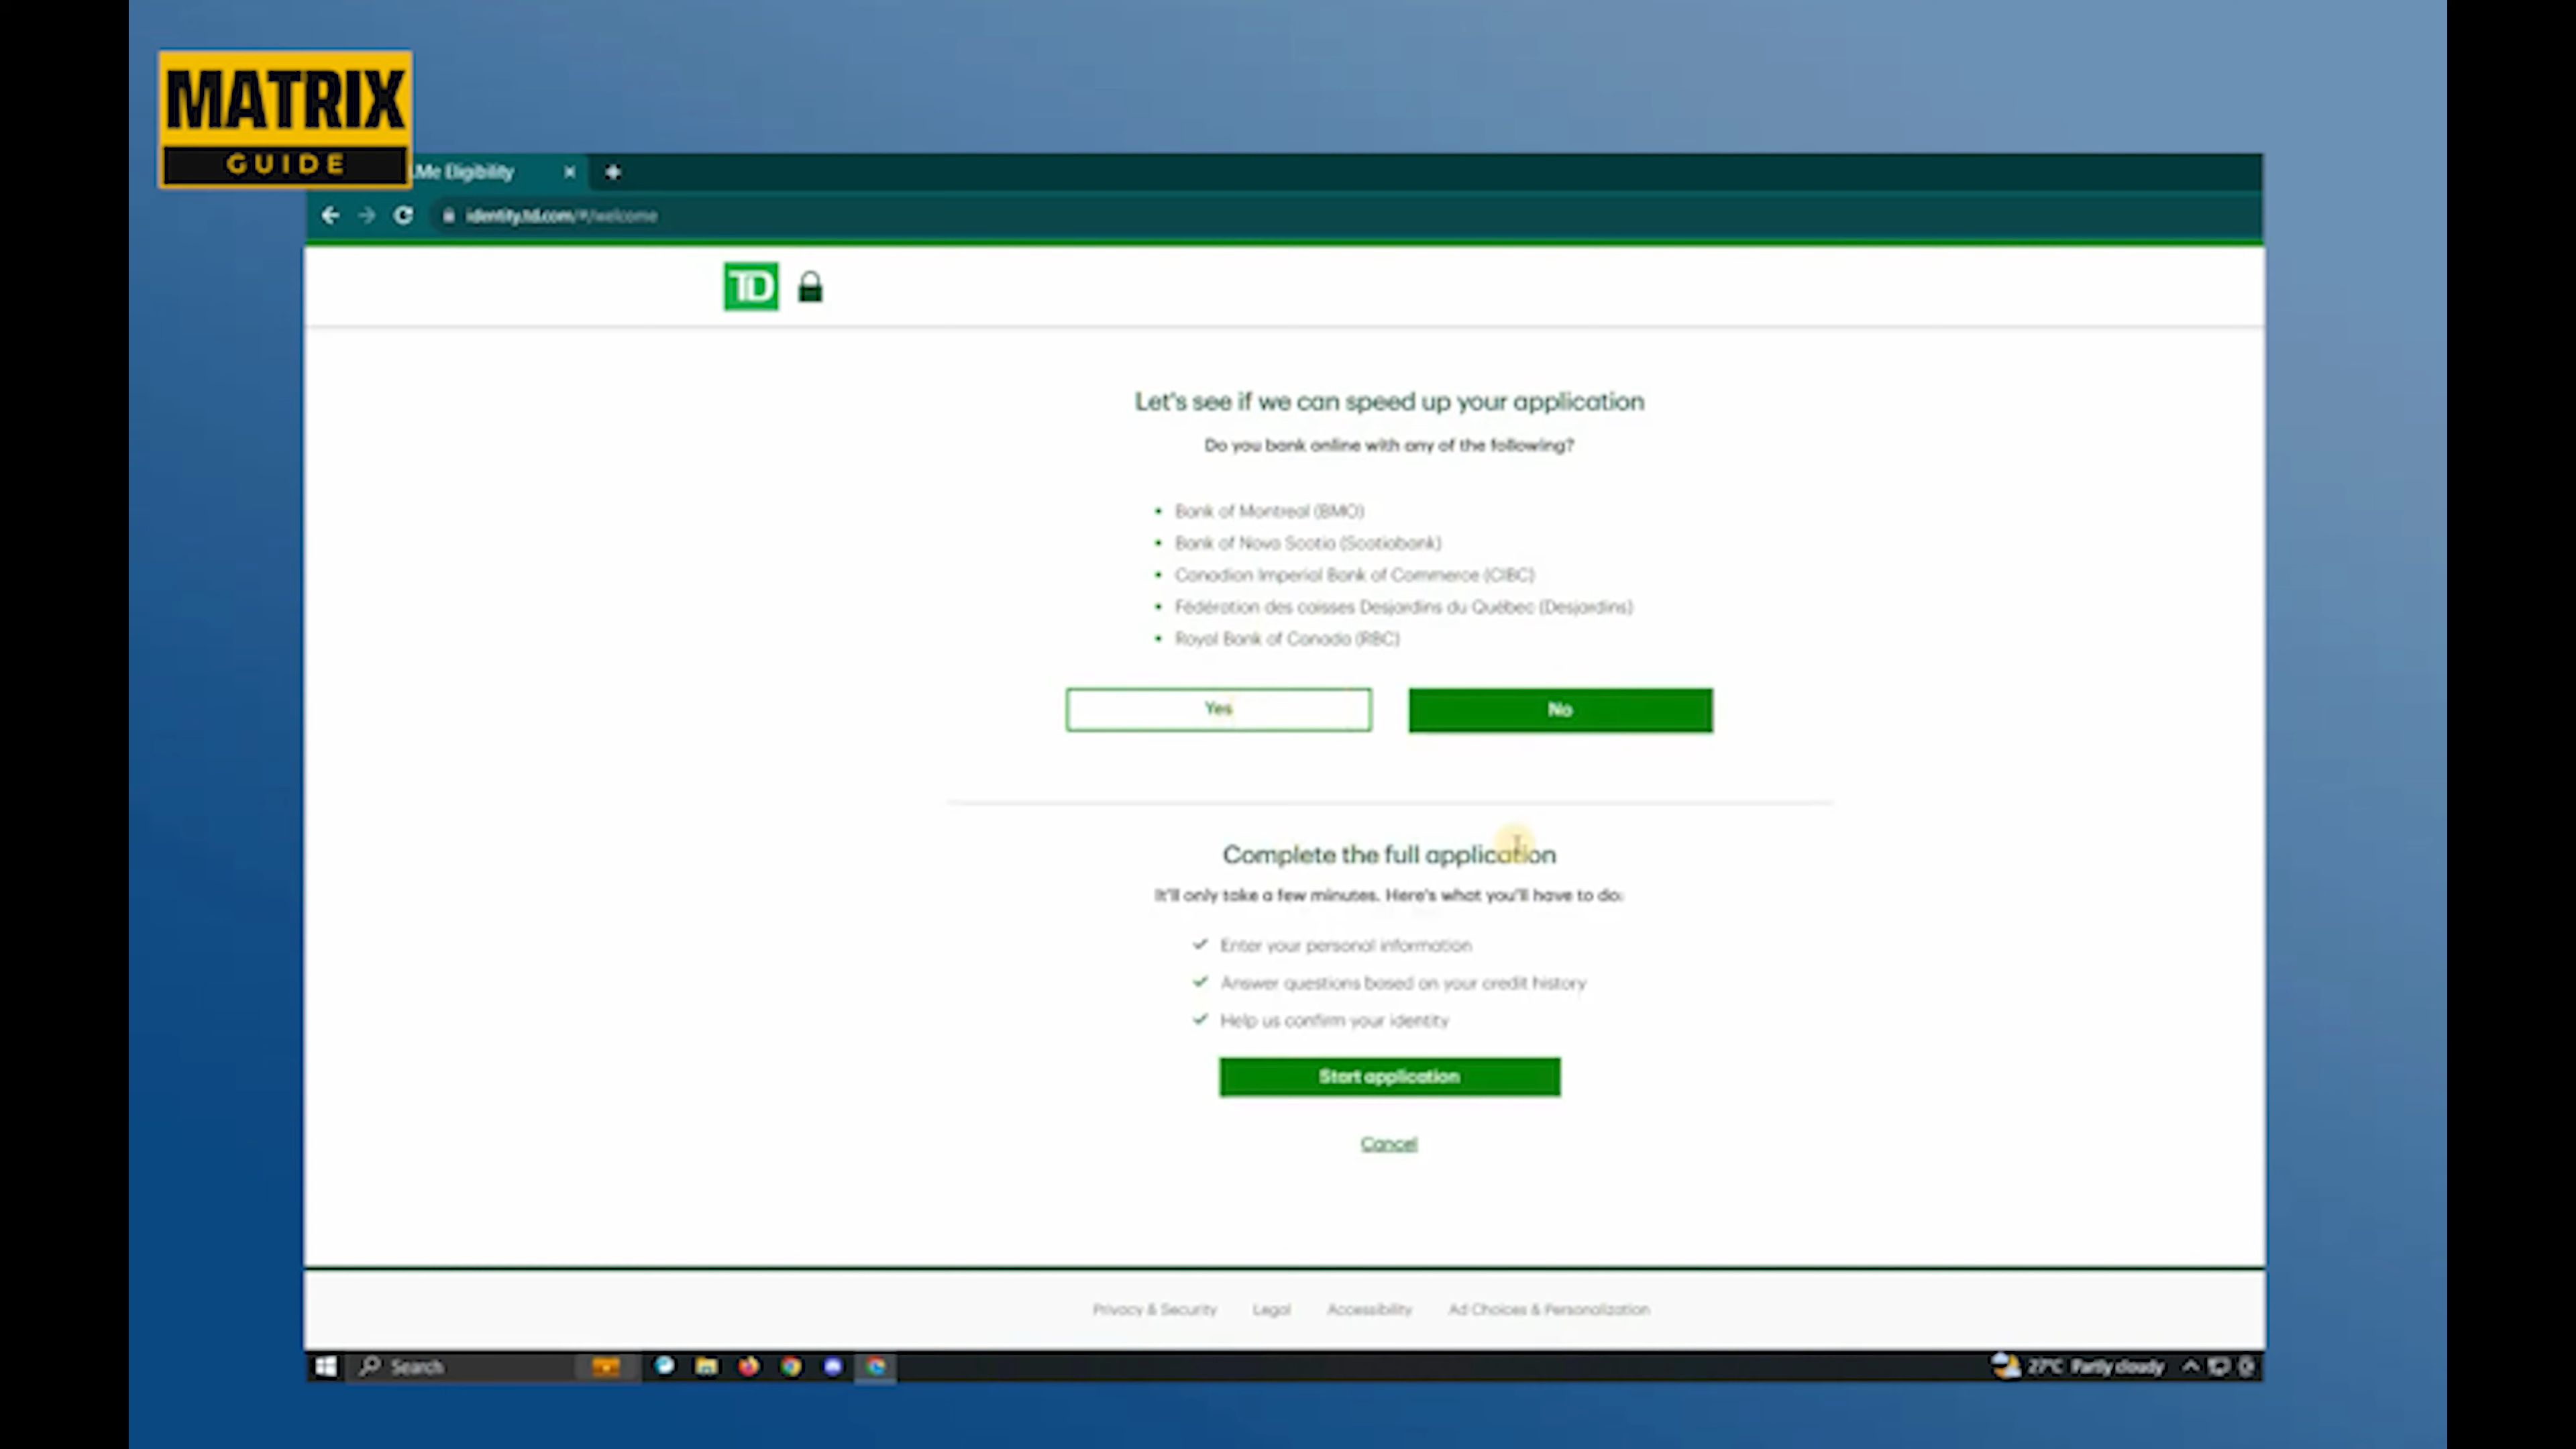 MATRIX
GUIDE
.Me Eligibility
identity.td.com/#/welcome
TD
Let's see if we can speed up your application
Do you bank online with any of the following?
• Bank of Montreal (BMO)
• Bank of Nova Scotia (Scotiabank)
• Canadian Imperial Bank of Commerce (CIBC)
• Fédération des caisses Desjardins du Québec (Desjardins)
• Royal Bank of Canada (RBC)
Yes
No
Complete the full application
It'll only take a few minutes. Here's what you'll have to do:
✓ Enter your personal information
✓ Answer questions based on your credit history
✓ Help us confirm your identity
Start application
Cancel
Privacy & Security
Legal
Accessibility
Ad Choices & Personalization
Search
27°C Partly cloudy